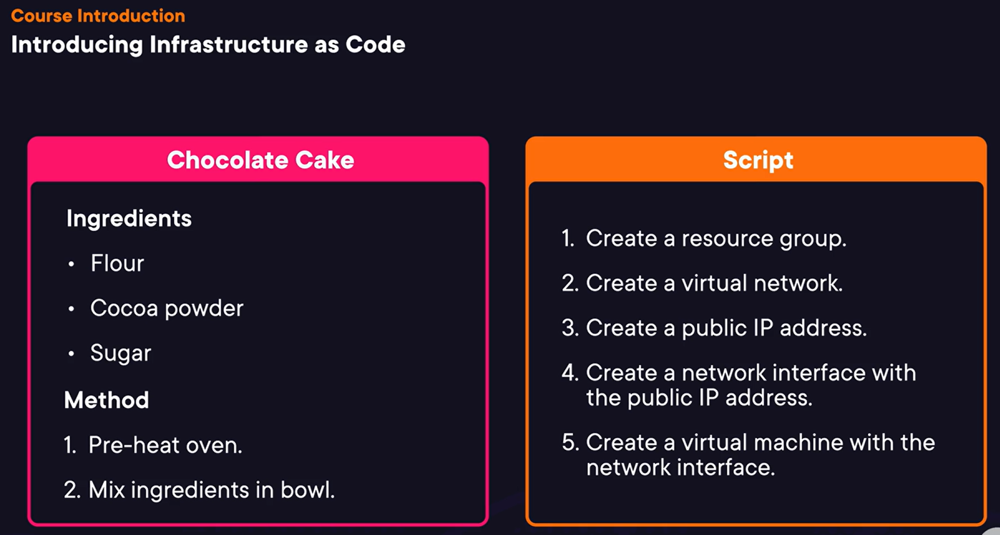 Course Introduction
Introducing Infrastructure as Code
Chocolate Cake
Ingredients
• Flour
• Cocoa powder
• Sugar
Method
1. Pre-heat oven.
2. Mix ingredients in bowl.
Script
1. Create a resource group.
2. Create a virtual network.
3. Create a public IP address.
4. Create a network interface with
the public IP address.
5. Create a virtual machine with the
network interface.